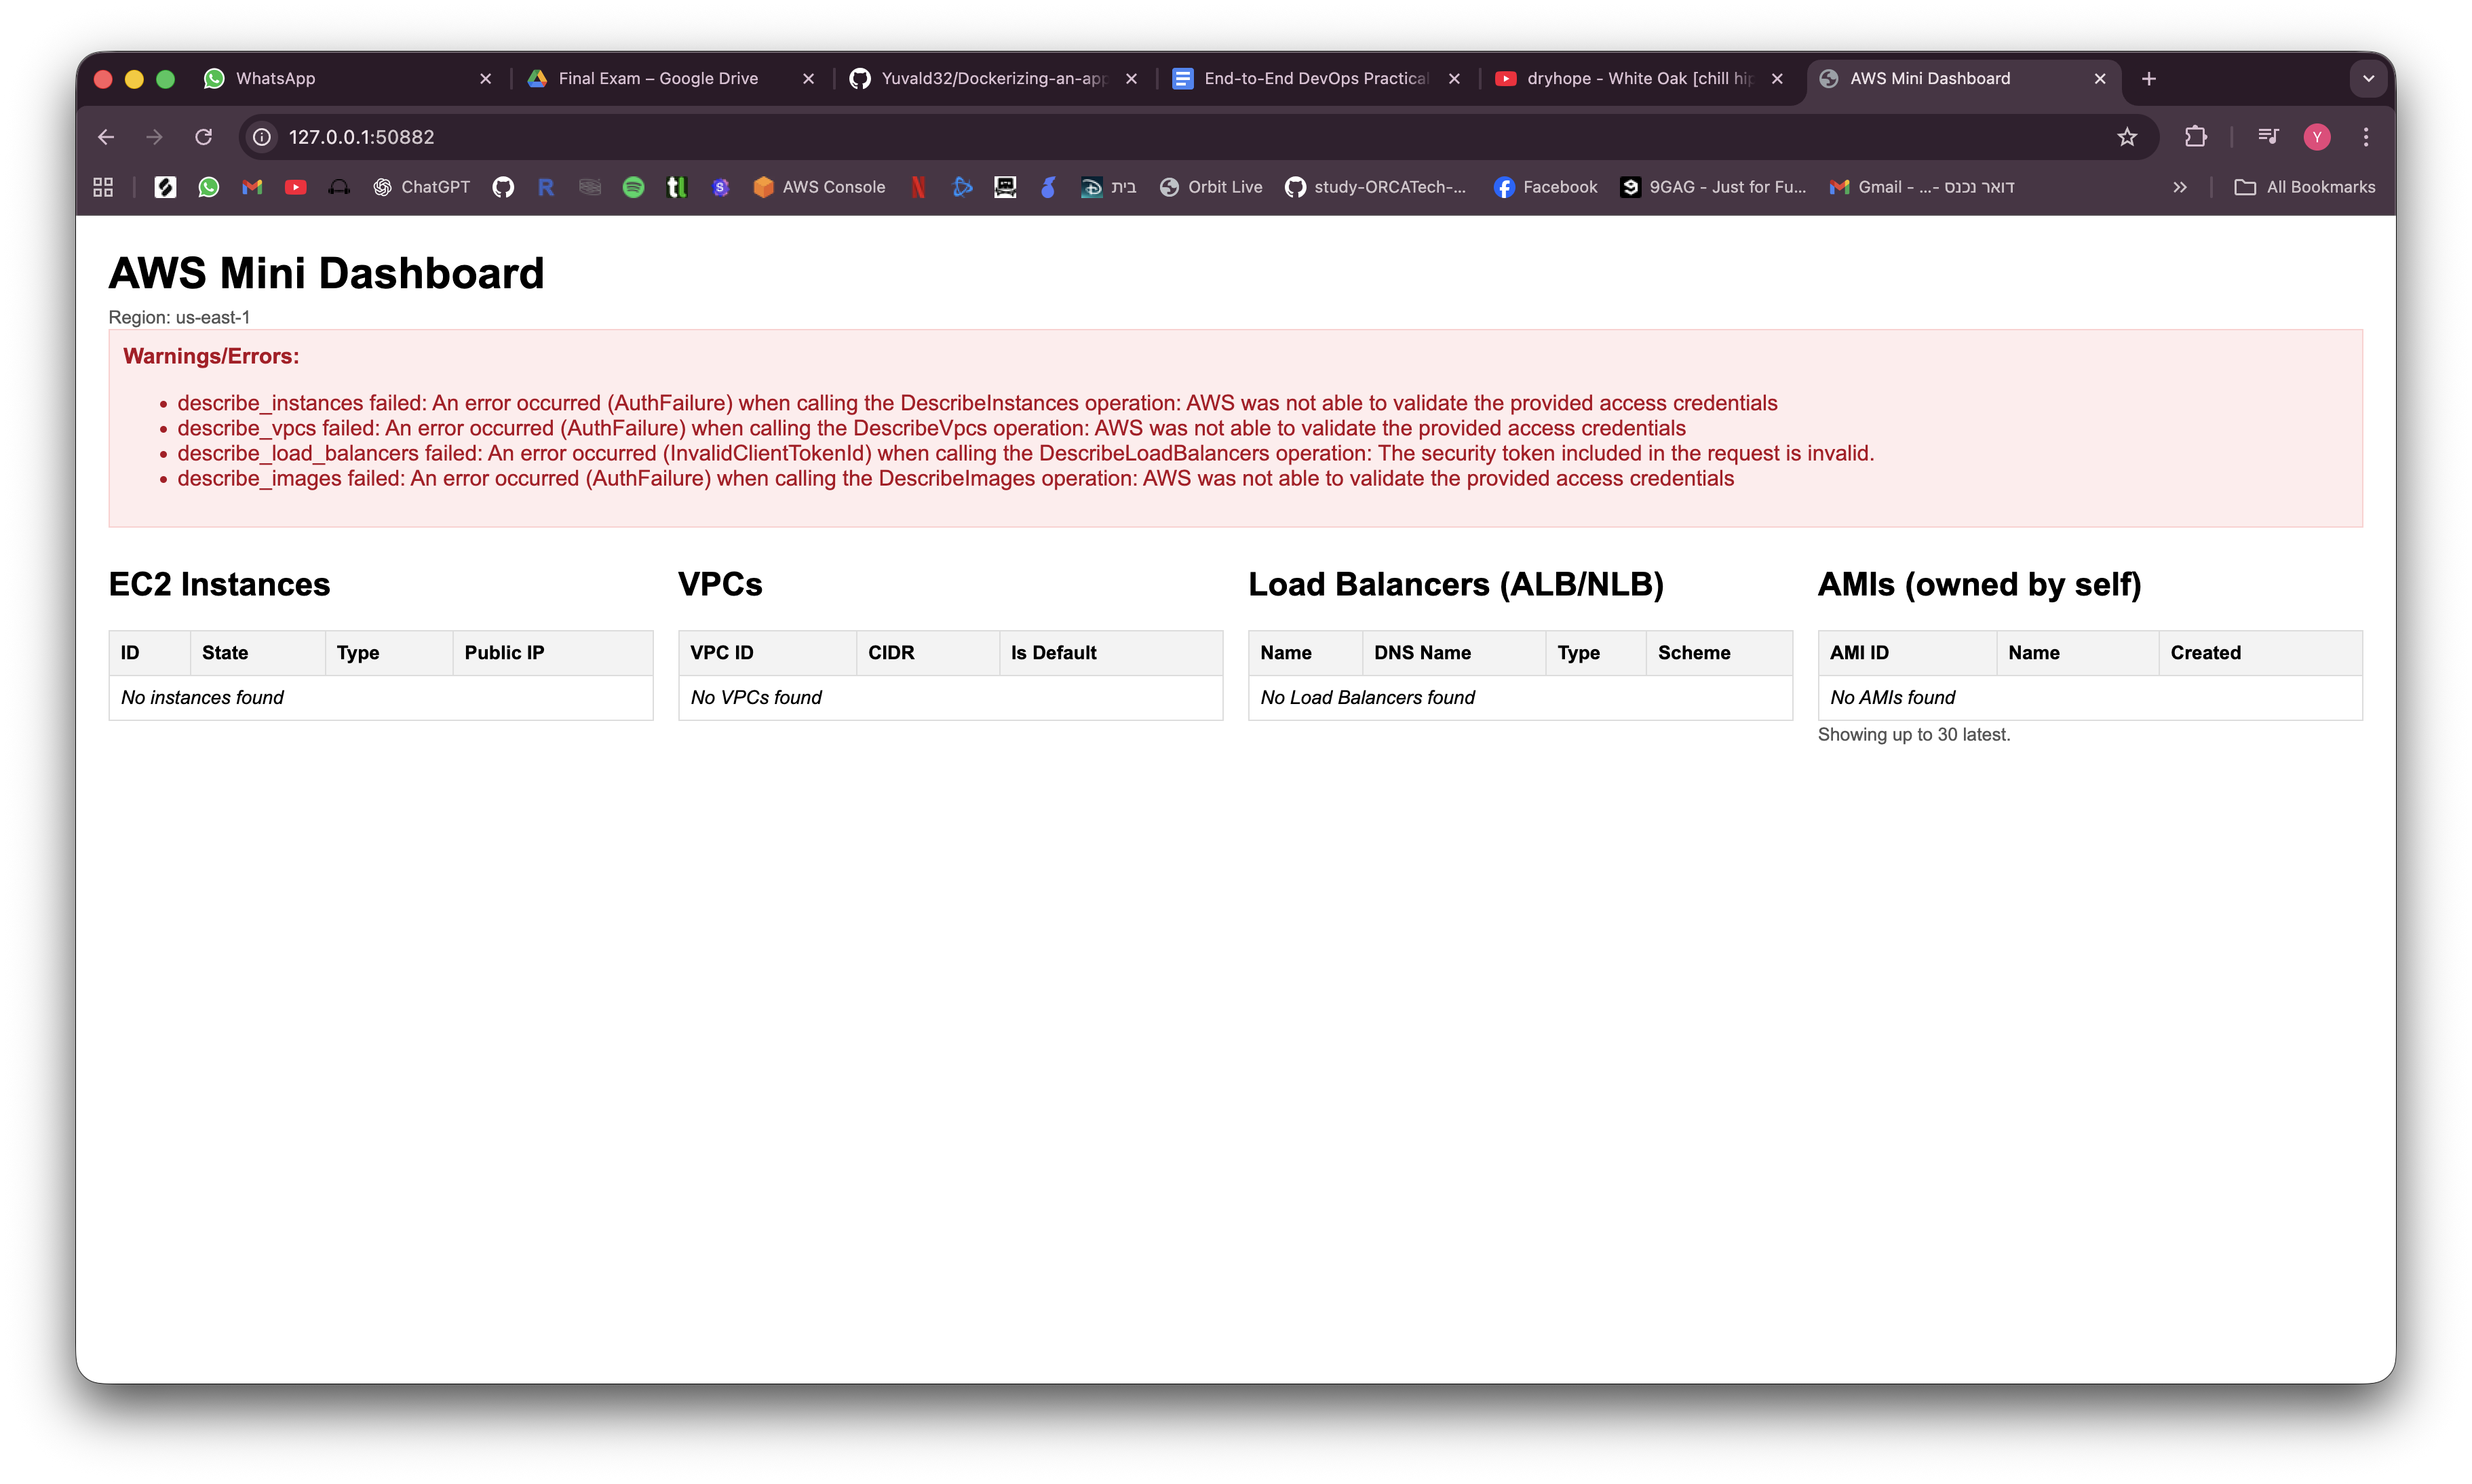 WhatsApp
Final Exam – Google Drive
Yuvald32/Dockerizing-an-app
End-to-End DevOps Practical
dryhope - White Oak [chill hip
AWS Mini Dashboard
127.0.0.1:50882
Y
ChatGPT
R
tl
S
AWS Console
N
בית
Orbit Live
study-ORCATech-...
Facebook
9GAG - Just for Fu...
Gmail - ...- דואר נכנס
All Bookmarks
AWS Mini Dashboard
Region: us-east-1
Warnings/Errors:
• describe_instances failed: An error occurred (AuthFailure) when calling the DescribeInstances operation: AWS was not able to validate the provided access credentials
• describe_vpcs failed: An error occurred (AuthFailure) when calling the DescribeVpcs operation: AWS was not able to validate the provided access credentials
• describe_load_balancers failed: An error occurred (InvalidClientTokenId) when calling the DescribeLoadBalancers operation: The security token included in the request is invalid.
• describe_images failed: An error occurred (AuthFailure) when calling the DescribeImages operation: AWS was not able to validate the provided access credentials
EC2 Instances
ID State Type Public IP
No instances found
VPCs
VPC ID CIDR Is Default
No VPCs found
Load Balancers (ALB/NLB)
Name DNS Name Type Scheme
No Load Balancers found
AMIs (owned by self)
AMI ID Name Created
No AMIs found
Showing up to 30 latest.